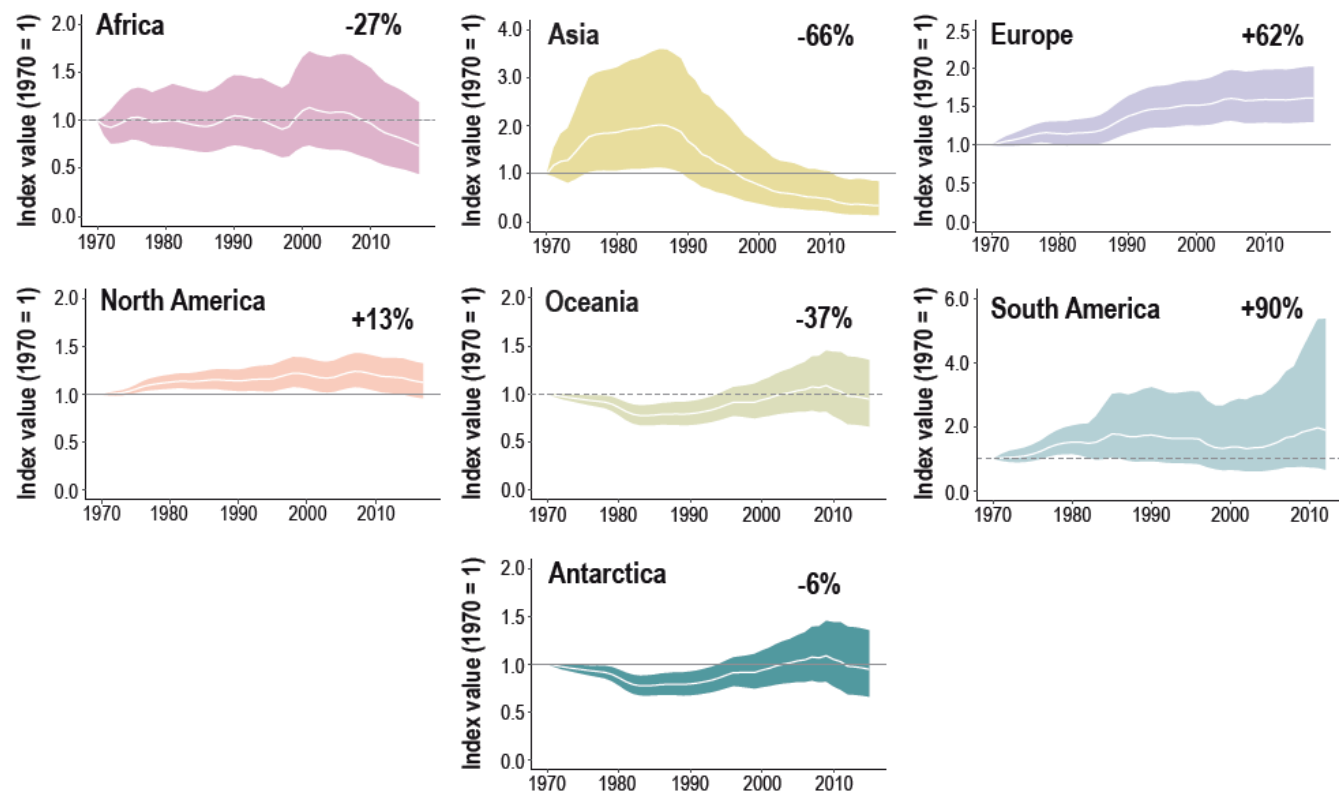 Africa
-27%
Index value (1970 = 1)
2.0
1.5
1.0
0.5
0.0
1970 1980 1990 2000 2010
Asia
-66%
Index value (1970 = 1)
4.0
3.0
2.0
1.0
0.0
1970 1980 1990 2000 2010
Europe
+62%
Index value (1970 = 1)
2.5
2.0
1.5
1.0
0.5
0.0
1970 1980 1990 2000 2010
North America
+13%
Index value (1970 = 1)
2.0
1.5
1.0
0.5
0.0
1970 1980 1990 2000 2010
Oceania
-37%
Index value (1970 = 1)
2.0
1.5
1.0
0.5
0.0
1970 1980 1990 2000 2010
South America
+90%
Index value (1970 = 1)
6.0
4.0
2.0
1.0
0.0
1970 1980 1990 2000 2010
Antarctica
-6%
Index value (1970 = 1)
2.0
1.5
1.0
0.5
0.0
1970 1980 1990 2000 2010